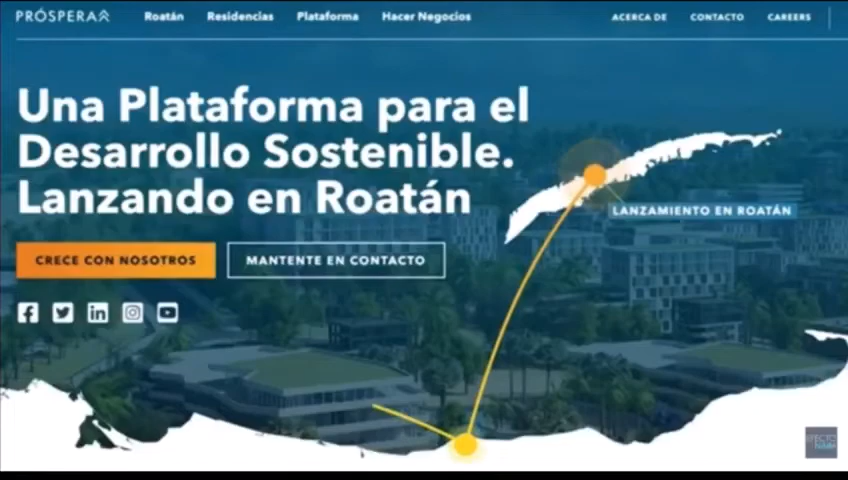 PRÓSPERA
Roatán Residencias Plataforma Hacer Negocios
ACERCA DE CONTACTO CAREERS
Una Plataforma para el
Desarrollo Sostenible.
Lanzando en Roatán
LANZAMIENTO EN ROATÁN
CRECE CON NOSOTROS
MANTENTE EN CONTACTO
EFECTO